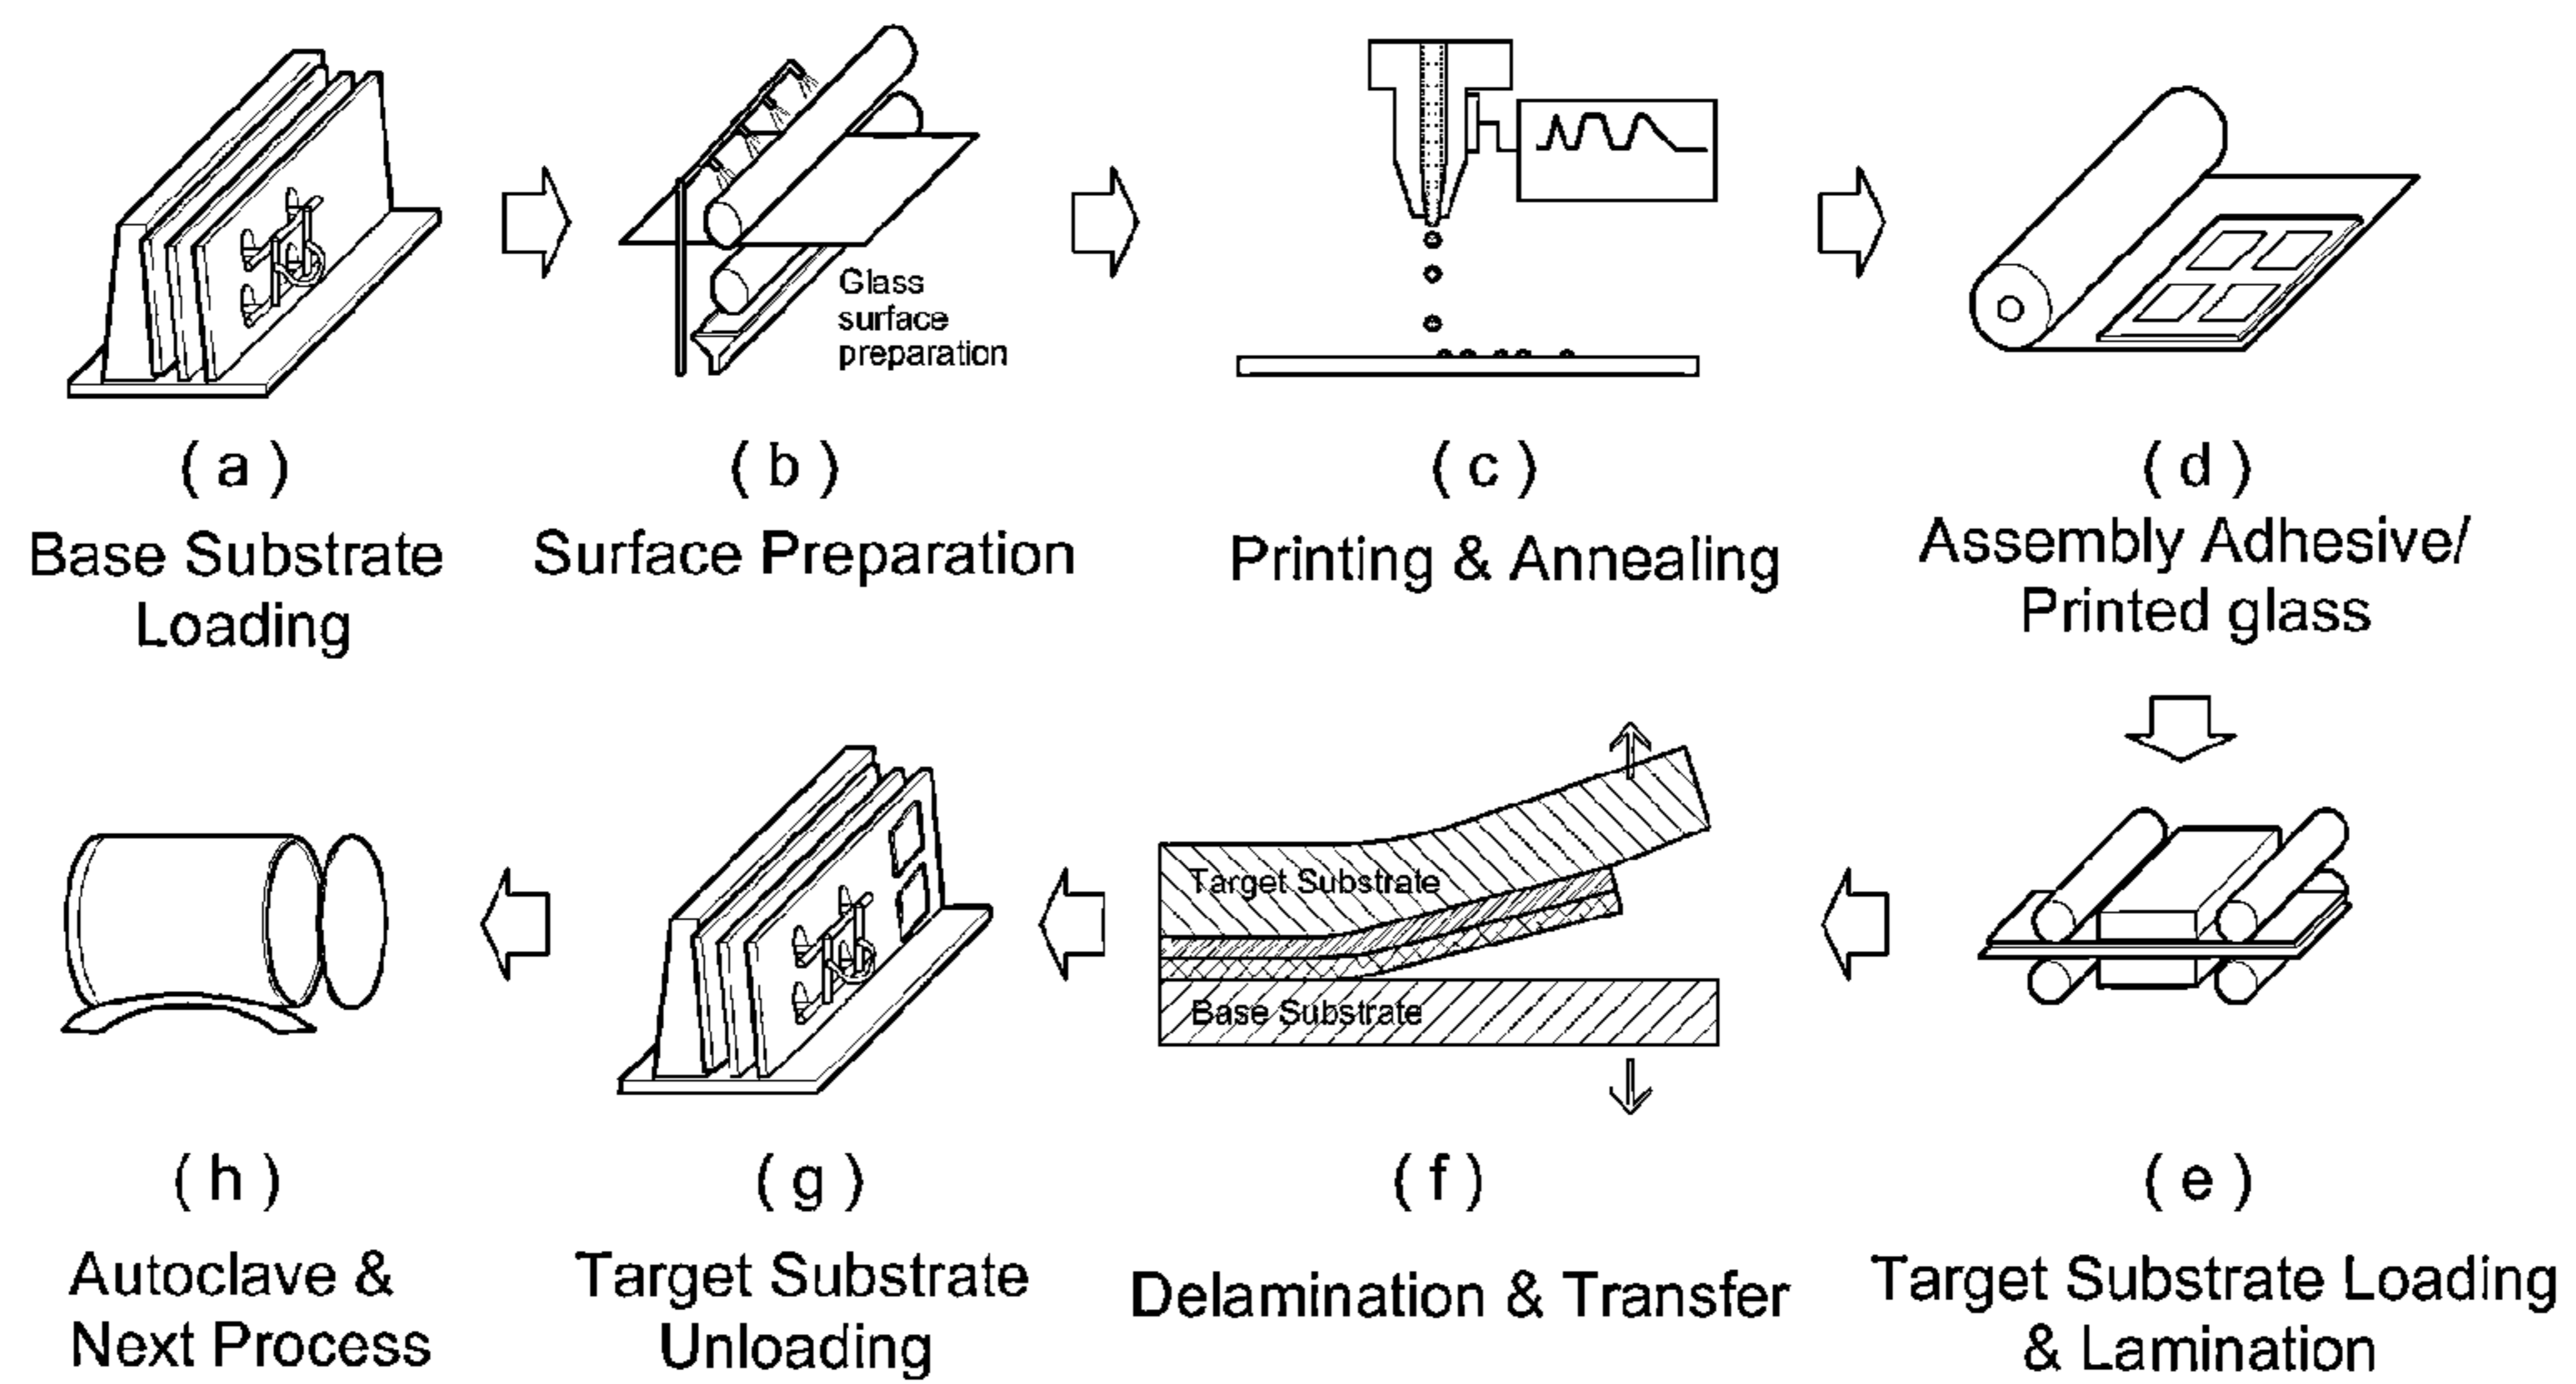 Glass
surface
preparation
( a )
( b )
( c )
( d )
Base Substrate
Loading
Surface Preparation
Printing & Annealing
Assembly Adhesive/
Printed glass
Target Substrate
Base Substrate
( h )
( g )
( f )
( e )
Autoclave &
Next Process
Target Substrate
Unloading
Delamination & Transfer
Target Substrate Loading
& Lamination